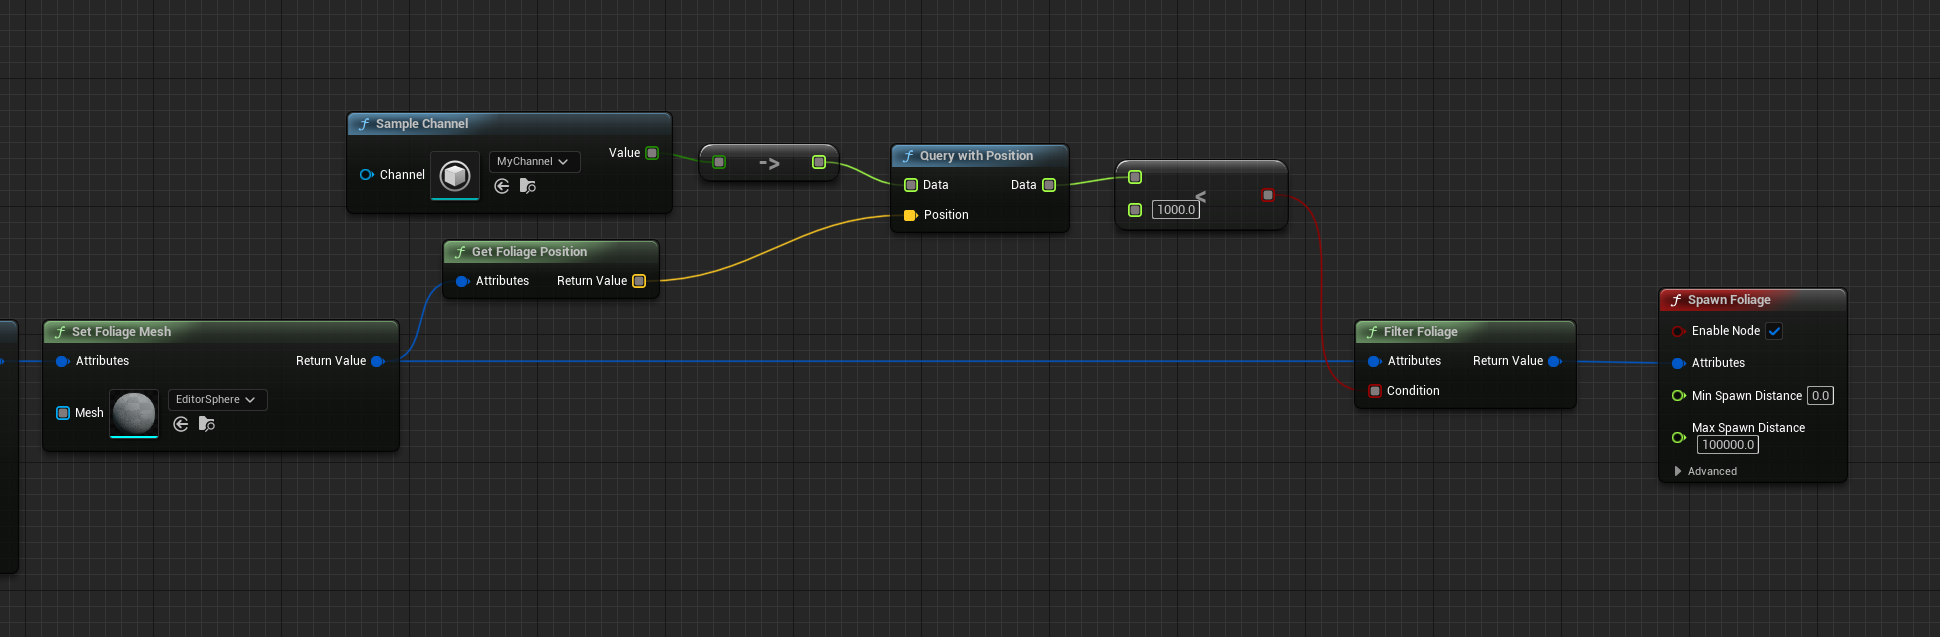 Sample Channel
Channel
MyChannel
Value
->
Query with Position
Data
Data
Position
<
1000.0
Get Foliage Position
Attributes
Return Value
Set Foliage Mesh
Attributes
Return Value
Mesh
EditorSphere
Filter Foliage
Attributes
Return Value
Condition
Spawn Foliage
Enable Node
Attributes
Min Spawn Distance 0.0
Max Spawn Distance
100000.0
Advanced